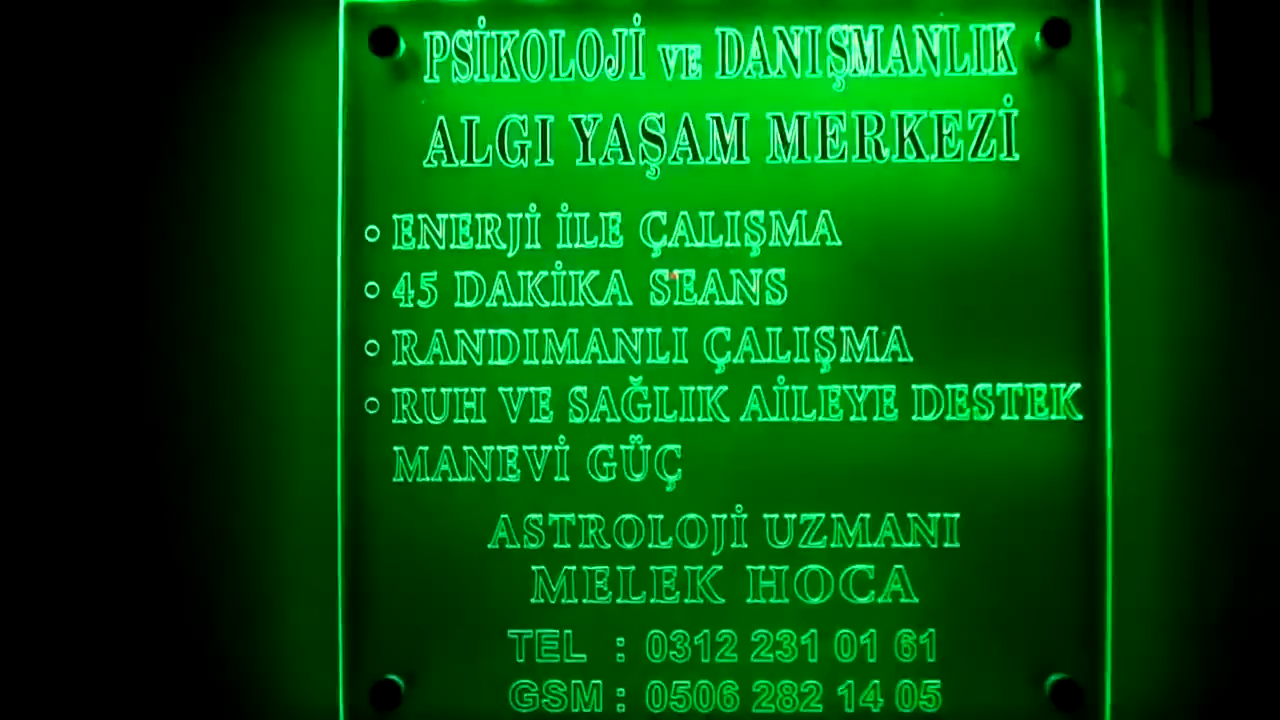 PSİKOLOJİ VE DANIŞMANLIK
ALGI YAŞAM MERKEZİ
○ ENERJİ İLE ÇALIŞMA
○ 45 DAKİKA SEANS
○ RANDIMANLI ÇALIŞMA
○ RUH VE SAĞLIK AİLEYE DESTEK
MANEVİ GÜÇ
ASTROLOJİ UZMANI
MELEK HOCA
TEL : 0312 231 01 61
GSM : 0506 282 14 05